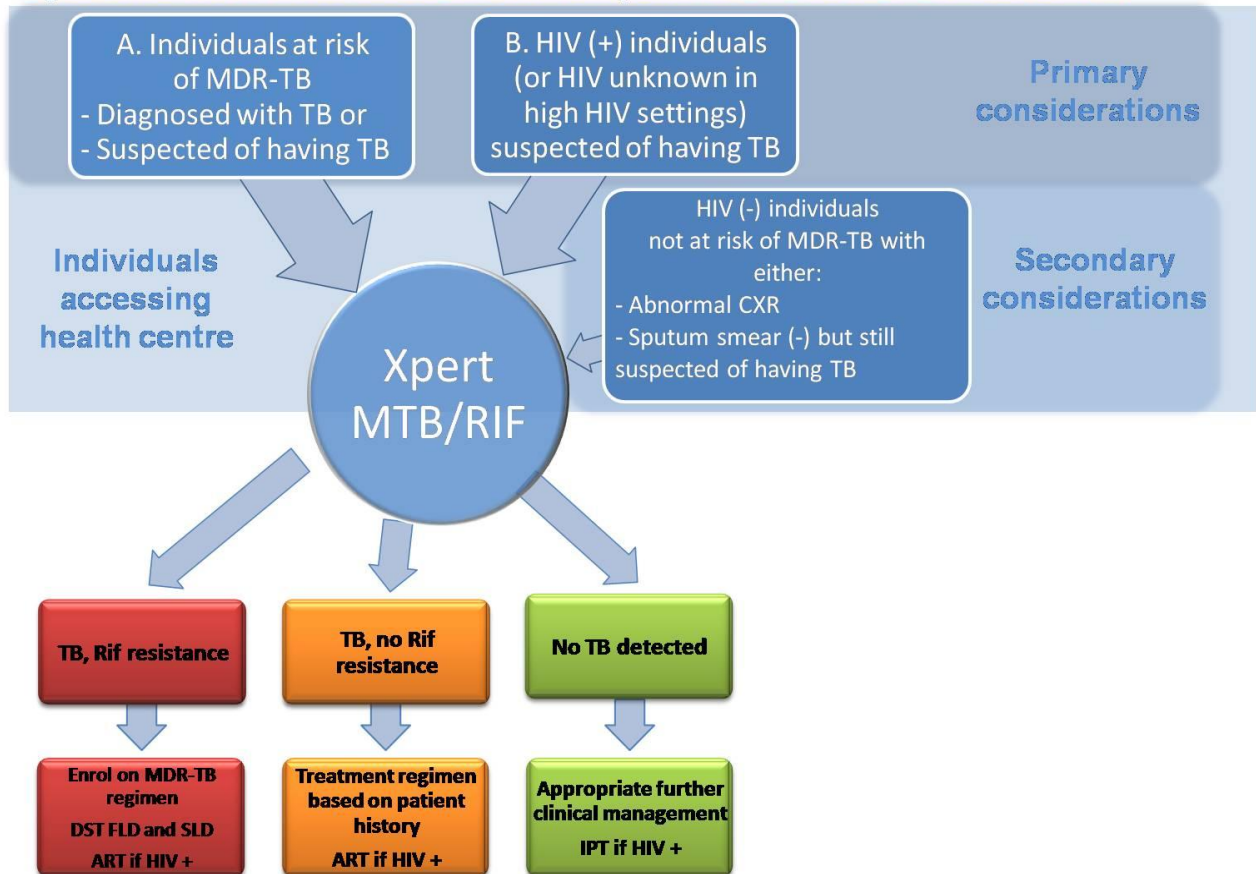 A. Individuals at risk
of MDR-TB
- Diagnosed with TB or
- Suspected of having TB
B. HIV (+) individuals
(or HIV unknown in
high HIV settings)
suspected of having TB
Primary
considerations
HIV (-) individuals
not at risk of MDR-TB with
either:
- Abnormal CXR
- Sputum smear (-) but still
suspected of having TB
Secondary
considerations
Individuals
accessing
health centre
Xpert
MTB/RIF
TB, Rif resistance
TB, no Rif
resistance
No TB detected
Enrol on MDR-TB
regimen
DST FLD and SLD
ART if HIV +
Treatment regimen
based on patient
history
ART if HIV +
Appropriate further
clinical management
IPT if HIV +